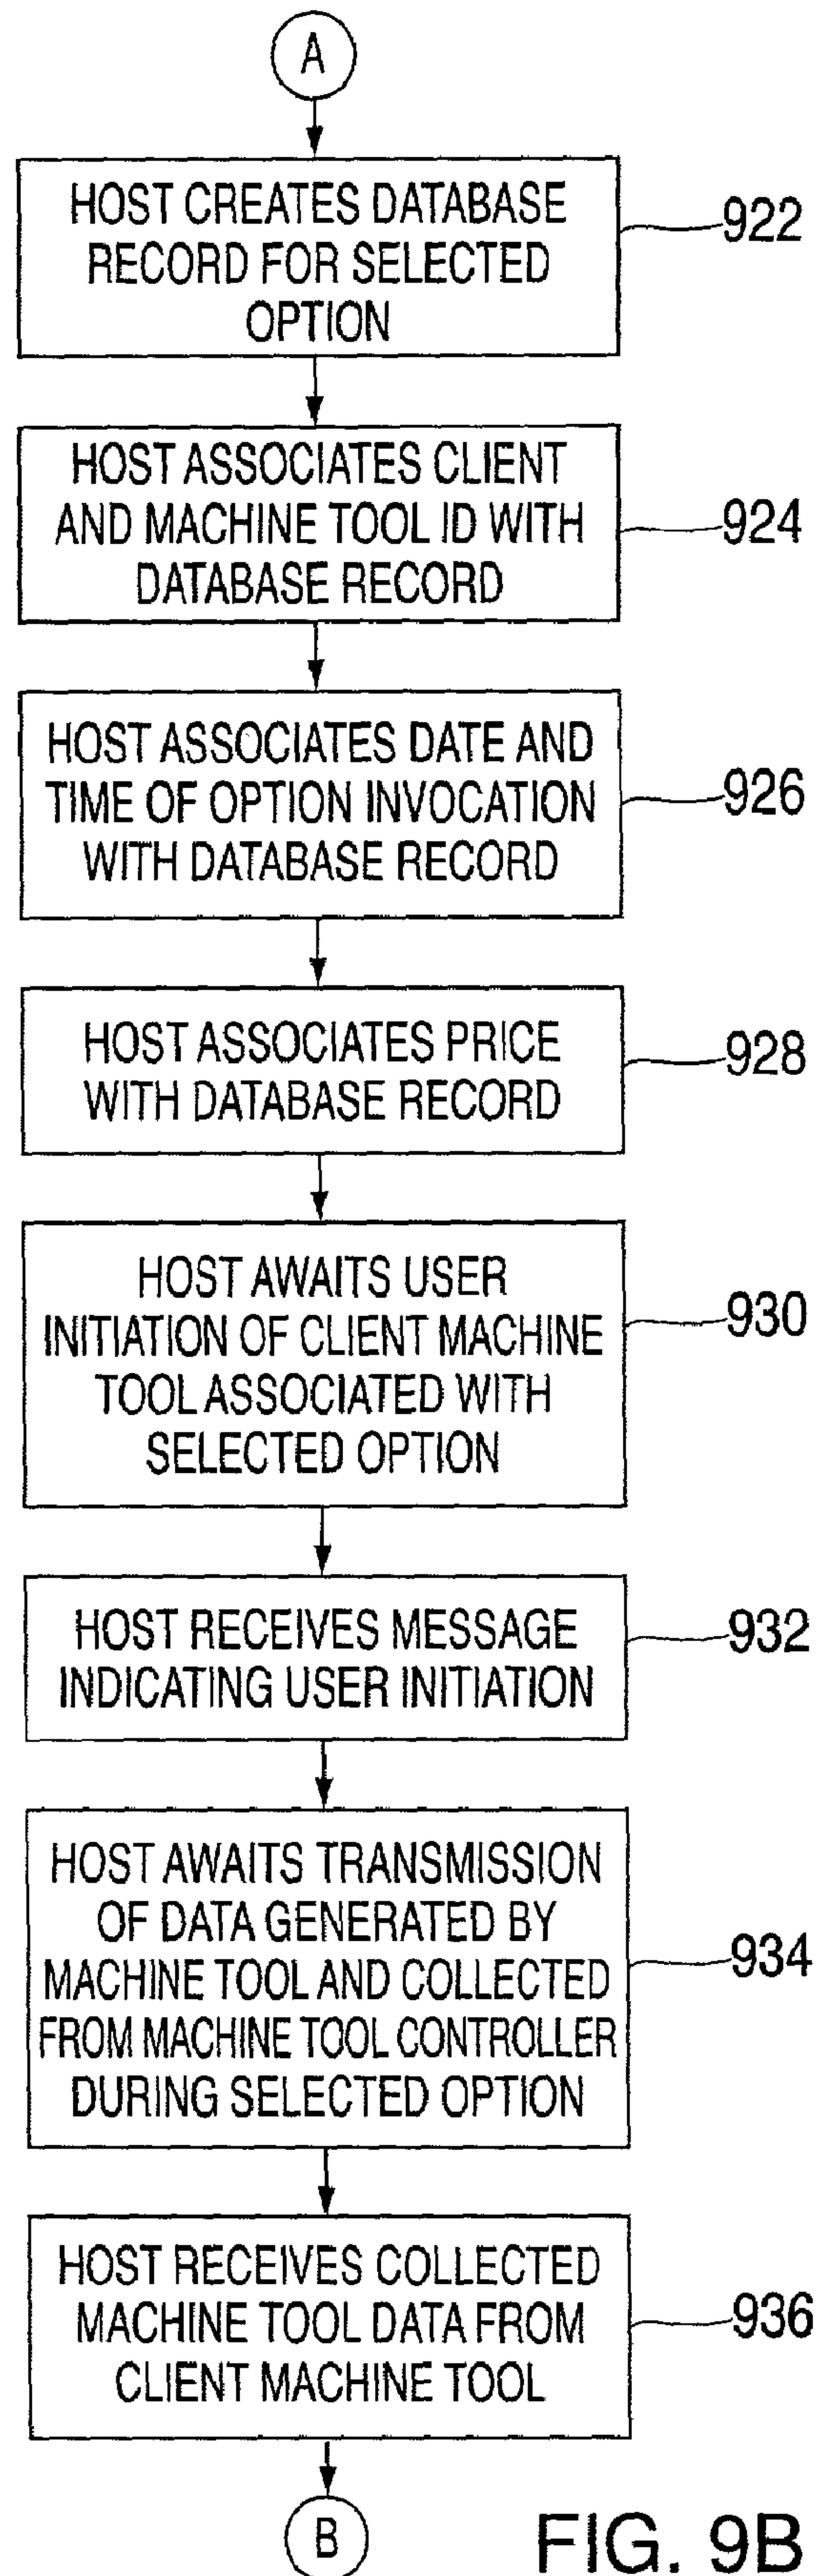 A
HOST CREATES DATABASE
RECORD FOR SELECTED
OPTION
922
HOST ASSOCIATES CLIENT
AND MACHINE TOOL ID WITH
DATABASE RECORD
924
HOST ASSOCIATES DATE AND
TIME OF OPTION INVOCATION
WITH DATABASE RECORD
926
HOST ASSOCIATES PRICE
WITH DATABASE RECORD
928
HOST AWAITS USER
INITIATION OF CLIENT MACHINE
TOOL ASSOCIATED WITH
SELECTED OPTION
930
HOST RECEIVES MESSAGE
INDICATING USER INITIATION
932
HOST AWAITS TRANSMISSION
OF DATA GENERATED BY
MACHINE TOOL AND COLLECTED
FROM MACHINE TOOL CONTROLLER
DURING SELECTED OPTION
934
HOST RECEIVES COLLECTED
MACHINE TOOL DATA FROM
CLIENT MACHINE TOOL
936
B
FIG. 9B